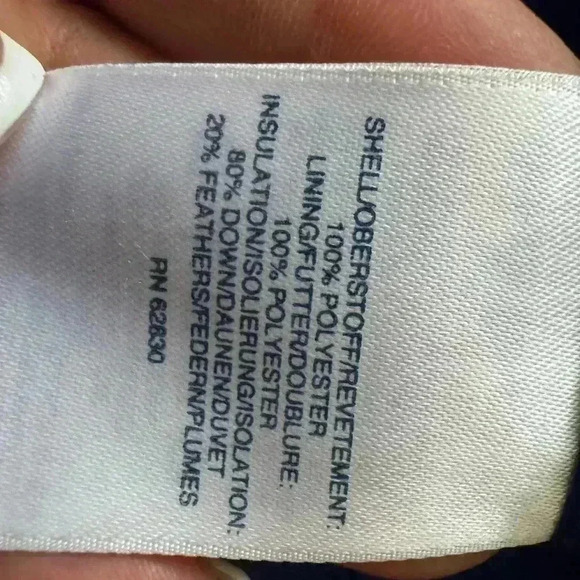 SHELL/OBERSTOFF/REVETEMENT:
100% POLYESTER
LINING/FUTTER/DOUBLURE:
100% POLYESTER
INSULATION/ISOLIERUNG/ISOLATION:
80% DOWN/DAUNEN/DUVET
20% FEATHERS/FEDERN/PLUMES
RN 62830